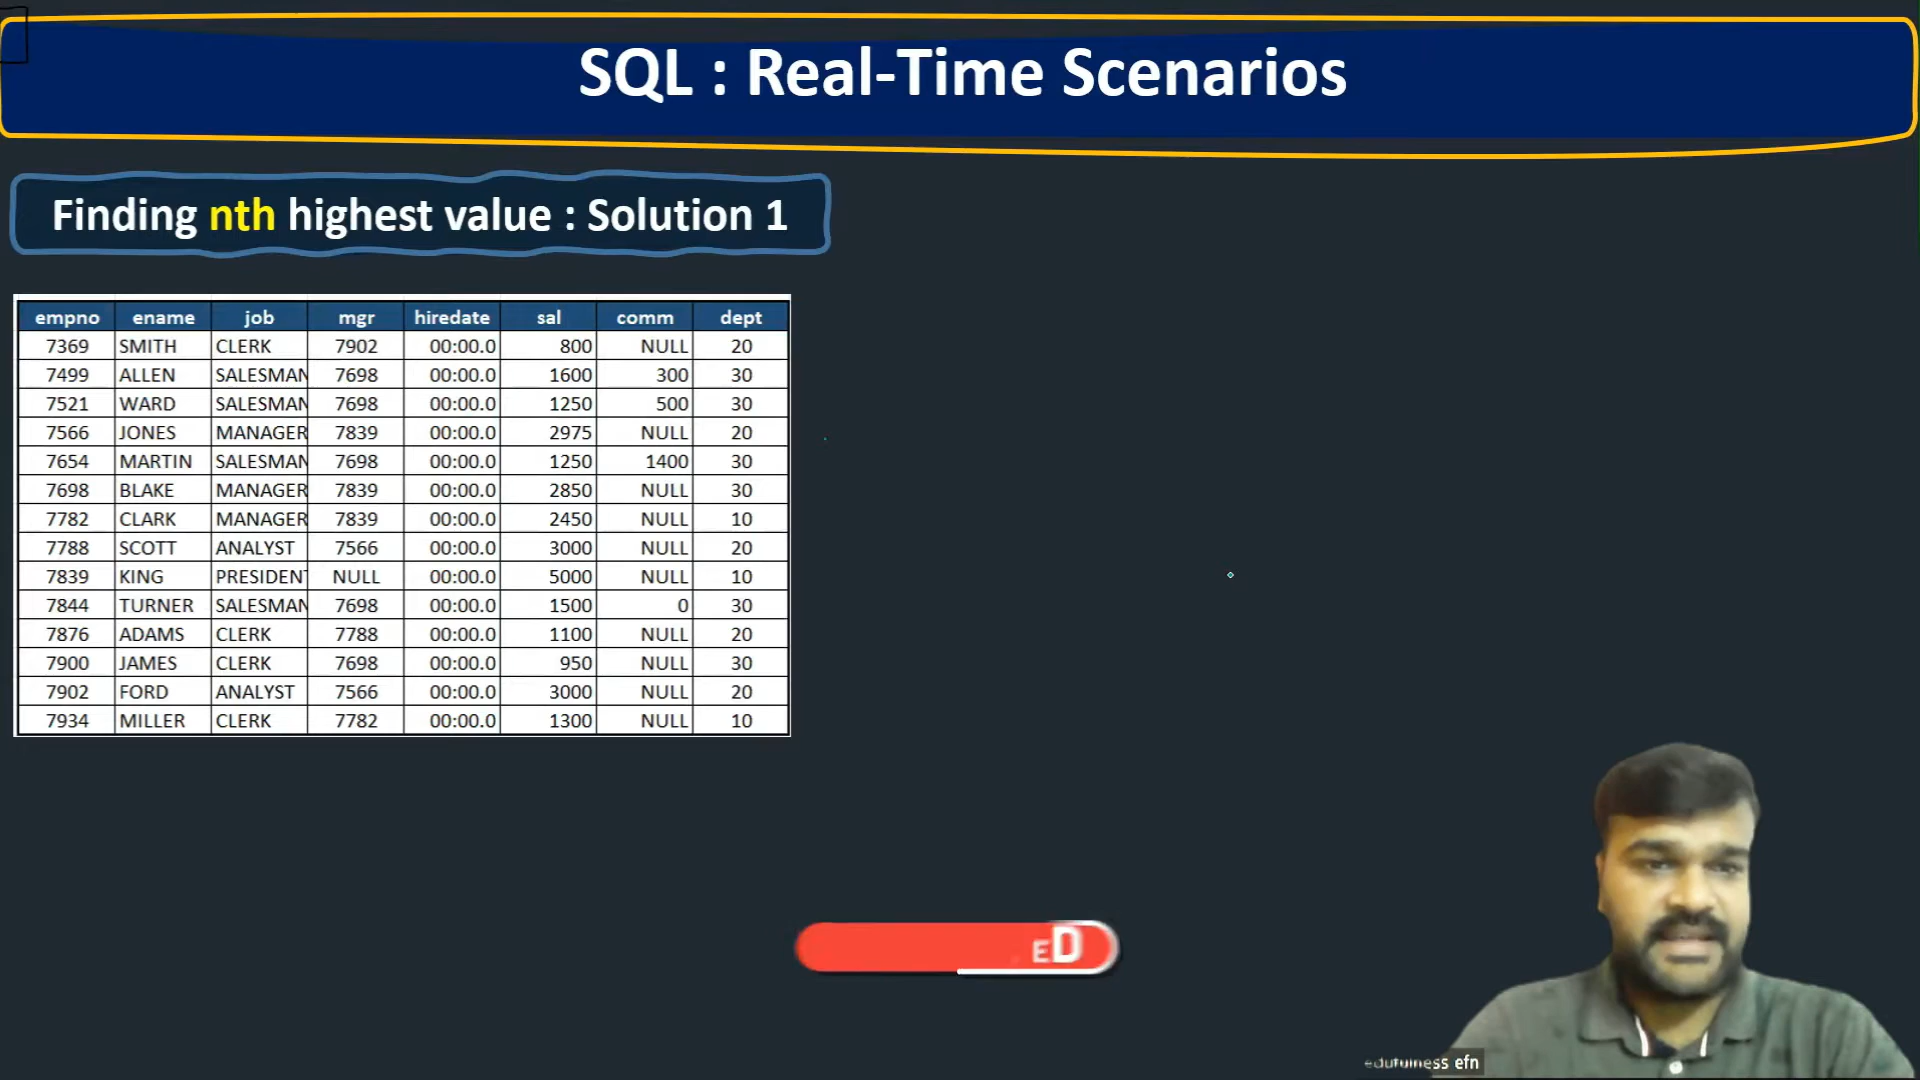 SQL : Real-Time Scenarios
Finding nth highest value : Solution 1
empno ename job mgr hiredate sal comm dept
7369 SMITH CLERK 7902 00:00.0 800 NULL 20
7499 ALLEN SALESMAN 7698 00:00.0 1600 300 30
7521 WARD SALESMAN 7698 00:00.0 1250 500 30
7566 JONES MANAGER 7839 00:00.0 2975 NULL 20
7654 MARTIN SALESMAN 7698 00:00.0 1250 1400 30
7698 BLAKE MANAGER 7839 00:00.0 2850 NULL 30
7782 CLARK MANAGER 7839 00:00.0 2450 NULL 10
7788 SCOTT ANALYST 7566 00:00.0 3000 NULL 20
7839 KING PRESIDENT NULL 00:00.0 5000 NULL 10
7844 TURNER SALESMAN 7698 00:00.0 1500 0 30
7876 ADAMS CLERK 7788 00:00.0 1100 NULL 20
7900 JAMES CLERK 7698 00:00.0 950 NULL 30
7902 FORD ANALYST 7566 00:00.0 3000 NULL 20
7934 MILLER CLERK 7782 00:00.0 1300 NULL 10
ED
edufulness efn